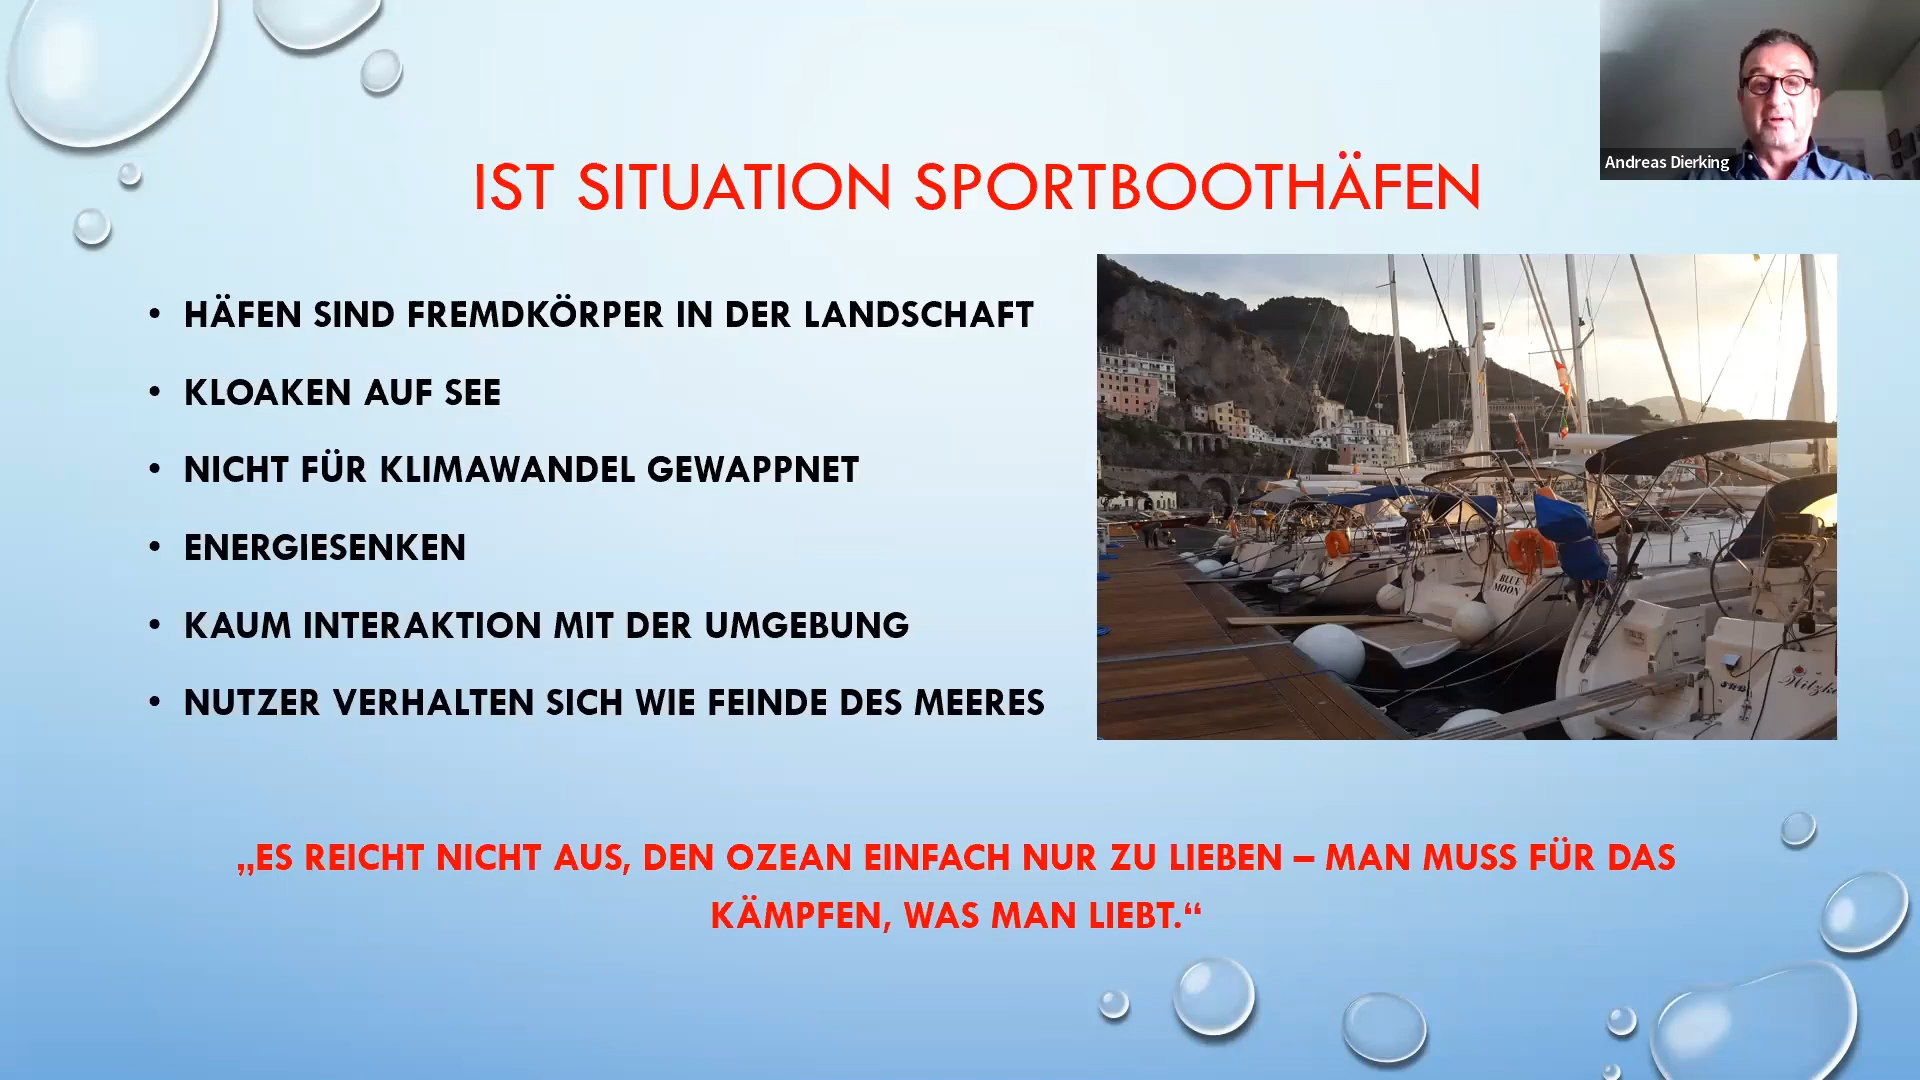 Andreas Dierking
IST SITUATION SPORTBOOTHÄFEN
• HÄFEN SIND FREMDKÖRPER IN DER LANDSCHAFT
• KLOAKEN AUF SEE
• NICHT FÜR KLIMAWANDEL GEWAPPNET
• ENERGIESENKEN
• KAUM INTERAKTION MIT DER UMGEBUNG
• NUTZER VERHALTEN SICH WIE FEINDE DES MEERES
BLUE
MOON
„ES REICHT NICHT AUS, DEN OZEAN EINFACH NUR ZU LIEBEN – MAN MUSS FÜR DAS
KÄMPFEN, WAS MAN LIEBT.“